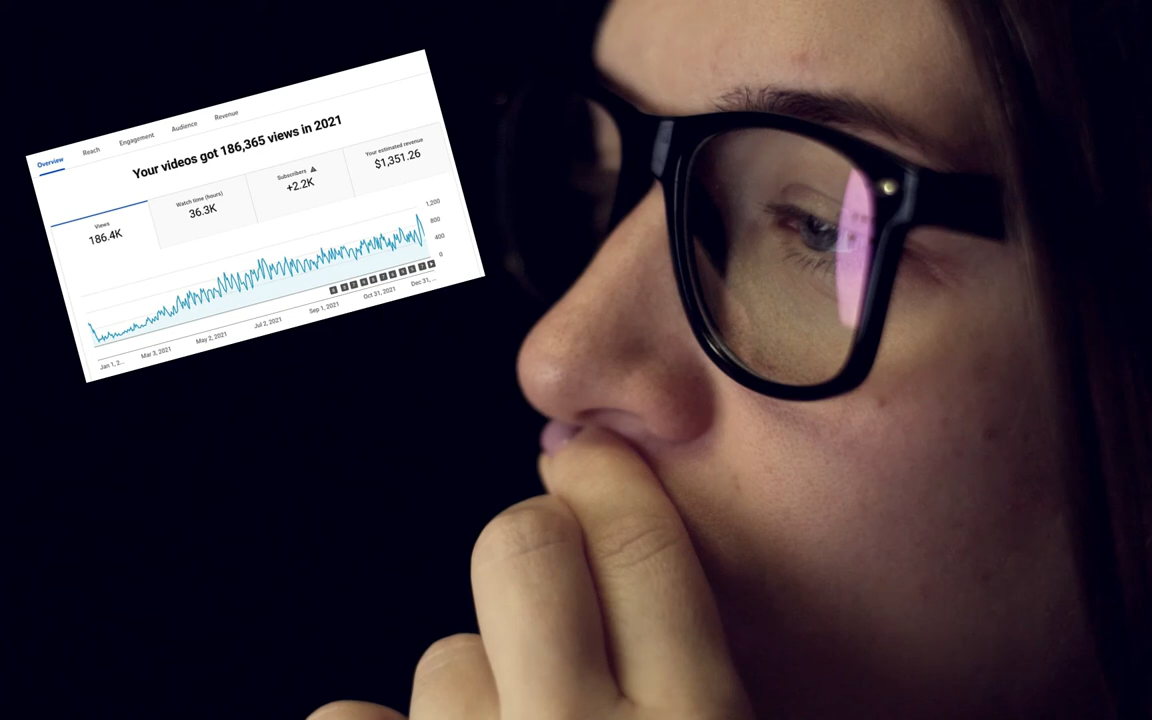 Overview Reach Engagement Audience Revenue
Your videos got 186,365 views in 2021
Views
186.4K
Watch time (hours)
36.3K
Subscribers
+2.2K
Your estimated revenue
$1,351.26
1,200
800
400
0
Jan 1, 2... Mar 3, 2021 May 2, 2021 Jul 2, 2021 Sep 1, 2021 Oct 31, 2021 Dec 31, ...